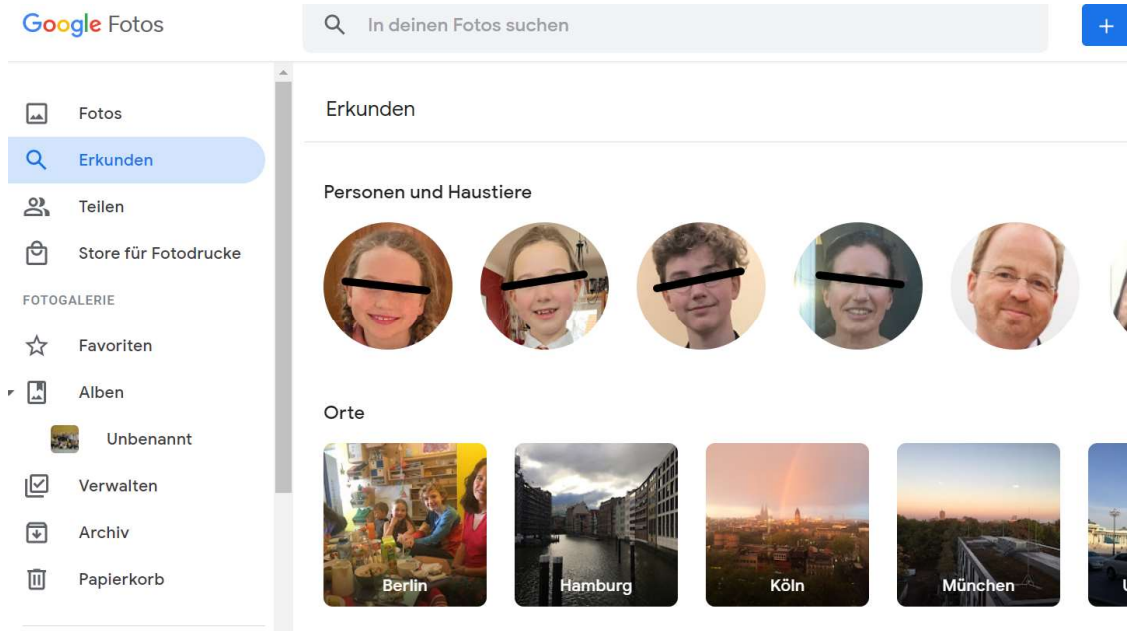 Google Fotos
In deinen Fotos suchen
Fotos
Erkunden
Teilen
Store für Fotodrucke
FOTOGALERIE
Favoriten
Alben
Unbenannt
Verwalten
Archiv
Papierkorb
Erkunden
Personen und Haustiere
Orte
Berlin
Hamburg
Köln
München